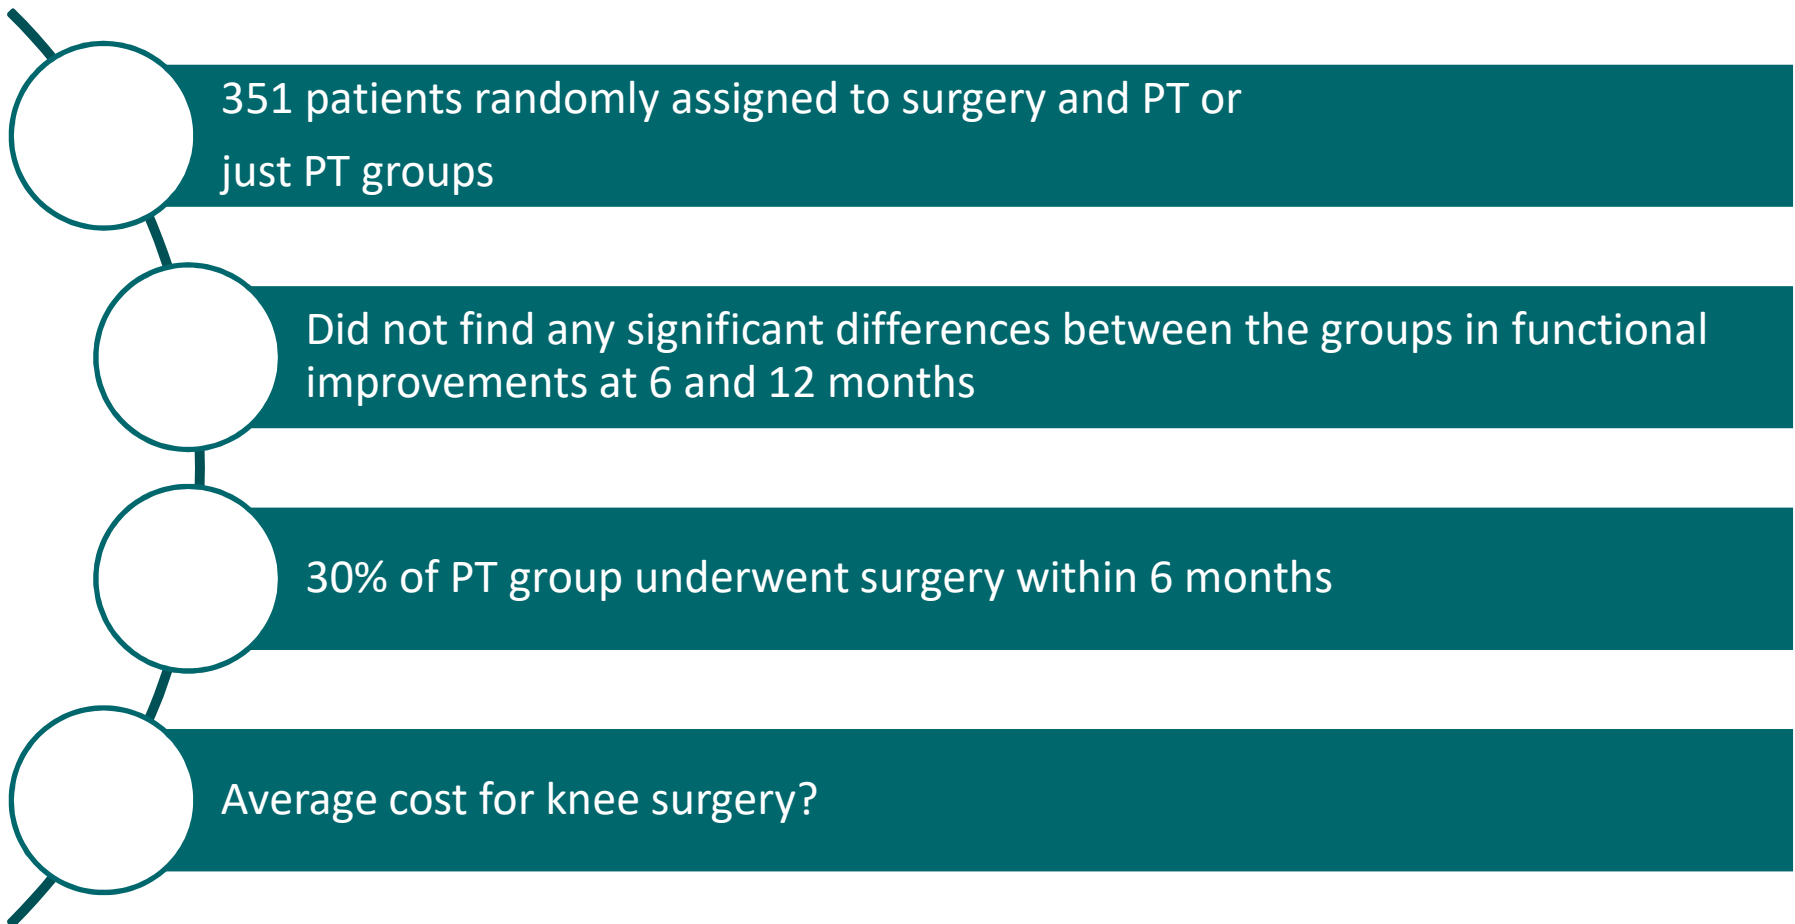 351 patients randomly assigned to surgery and PT or
just PT groups
Did not find any significant differences between the groups in functional
improvements at 6 and 12 months
30% of PT group underwent surgery within 6 months
Average cost for knee surgery?